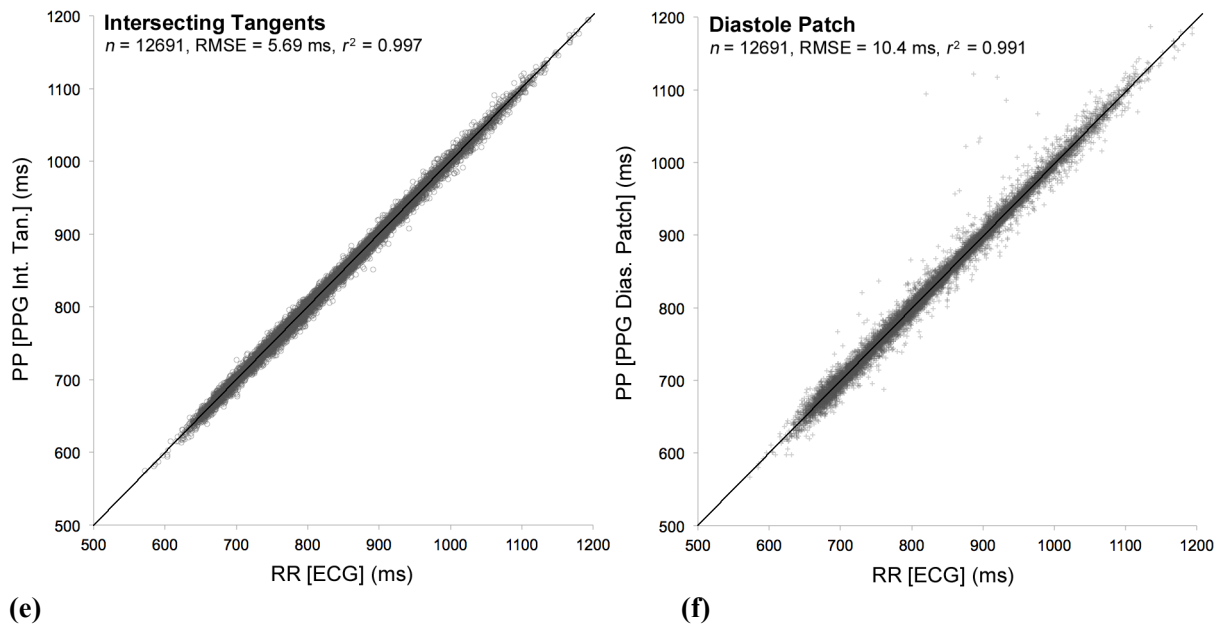 Intersecting Tangents
n = 12691, RMSE = 5.69 ms, r² = 0.997
1200
1100
1000
900
800
700
600
500
PP [PPG Int. Tan.] (ms)
500 600 700 800 900 1000 1100 1200
RR [ECG] (ms)
(e)
Diastole Patch
n = 12691, RMSE = 10.4 ms, r² = 0.991
1200
1100
1000
900
800
700
600
500
PP [PPG Dias. Patch] (ms)
500 600 700 800 900 1000 1100 1200
RR [ECG] (ms)
(f)